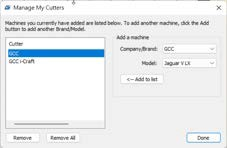 Manage My Cutters
Machines you currently have added are listed below. To add another machine, click the Add
button to add another Brand/Model.
Cutter
GCC
GCC i-Craft
Add a machine
Company/Brand: GCC
Model: Jaguar V LX
<-- Add to list
Remove
Remove All
Done